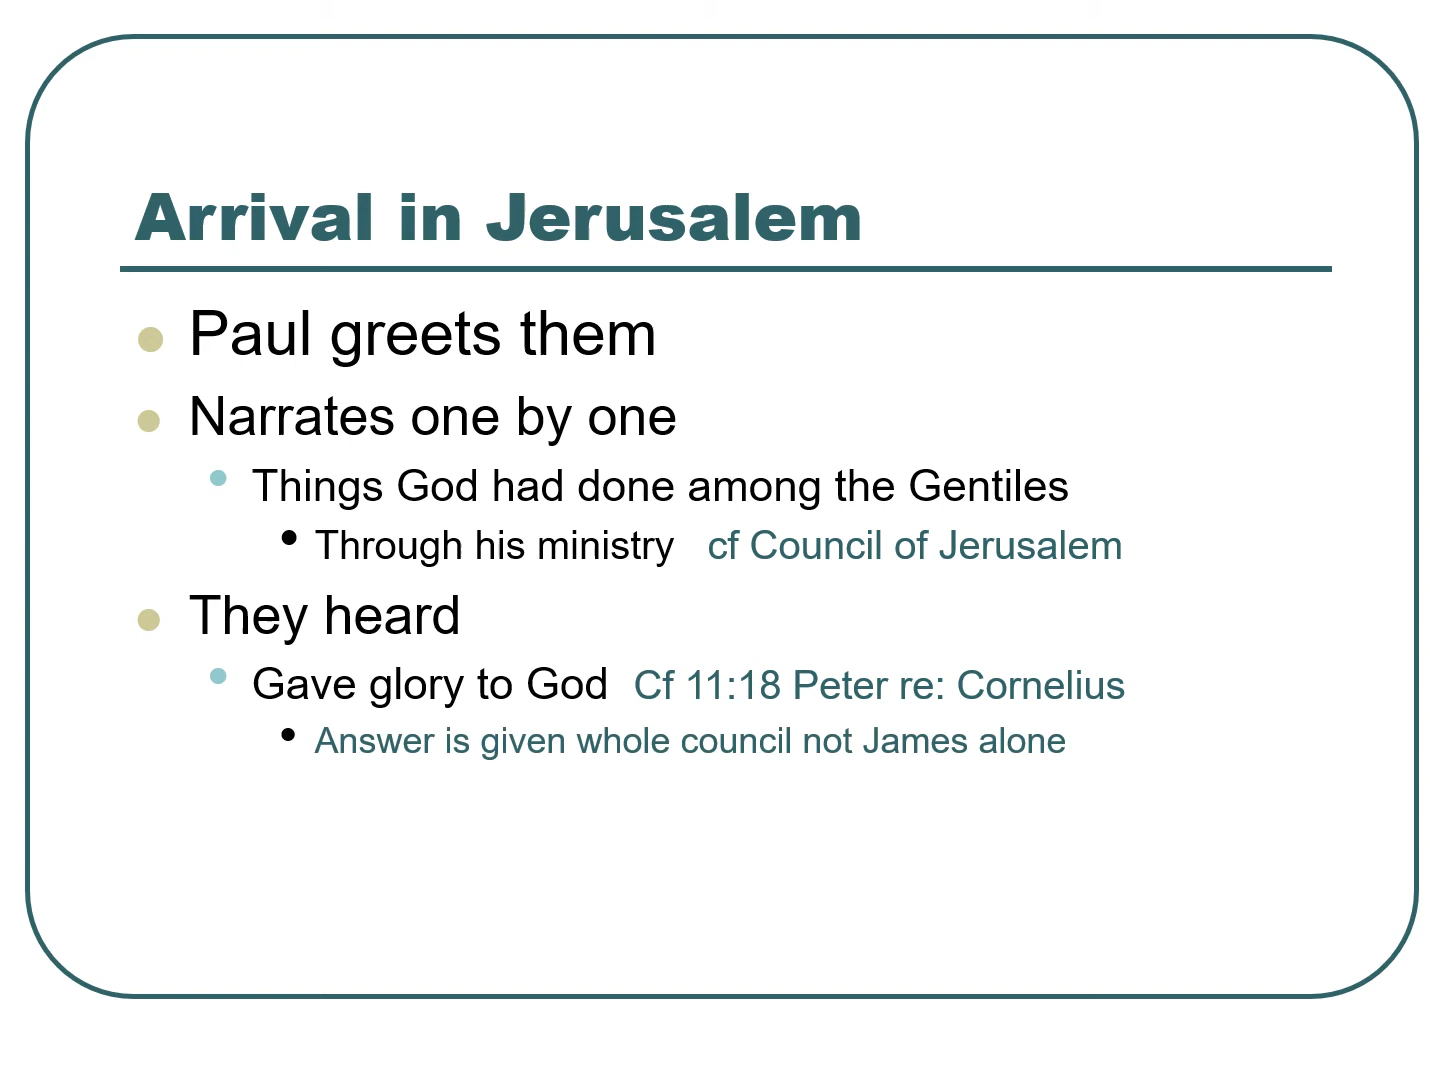 Arrival in Jerusalem
Paul greets them
Narrates one by one
Things God had done among the Gentiles
Through his ministry cf Council of Jerusalem
They heard
Gave glory to God Cf 11:18 Peter re: Cornelius
Answer is given whole council not James alone